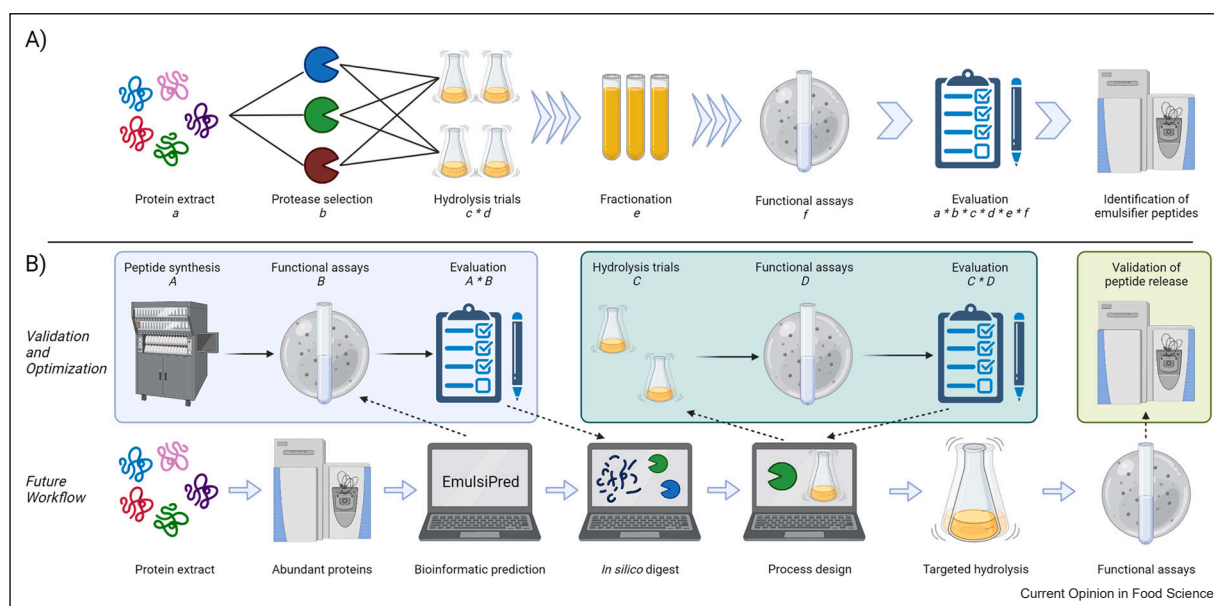 A)
Protein extract
a
Protease selection
b
Hydrolysis trials
c * d
Fractionation
e
Functional assays
f
Evaluation
a * b * c * d * e * f
Identification of
emulsifier peptides
B)
Peptide synthesis
A
Functional assays
B
Evaluation
A * B
Hydrolysis trials
C
Functional assays
D
Evaluation
C * D
Validation of
peptide release
Validation
and
Optimization
Future
Workflow
EmulsiPred
Protein extract
Abundant proteins
Bioinformatic prediction
In silico digest
Process design
Targeted hydrolysis
Functional assays
Current Opinion in Food Science